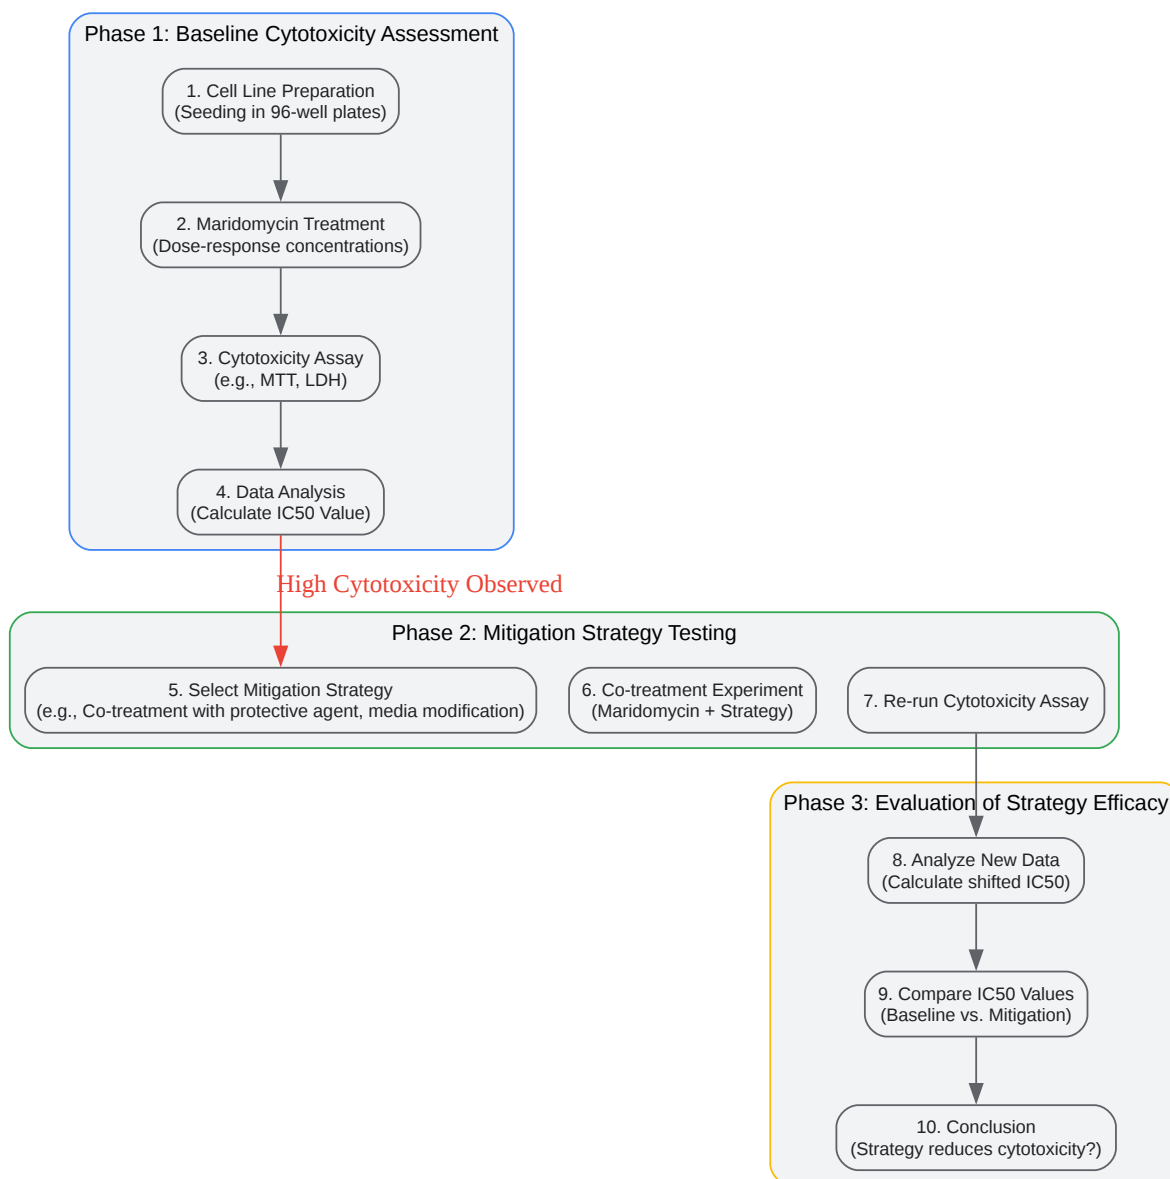 Phase 1: Baseline Cytotoxicity Assessment
1. Cell Line Preparation
(Seeding in 96-well plates)
2. Maridomycin Treatment
(Dose-response concentrations)
3. Cytotoxicity Assay
(e.g., MTT, LDH)
4. Data Analysis
(Calculate IC50 Value)
High Cytotoxicity Observed
Phase 2: Mitigation Strategy Testing
5. Select Mitigation Strategy
(e.g., Co-treatment with protective agent, media modification)
6. Co-treatment Experiment
(Maridomycin + Strategy)
7. Re-run Cytotoxicity Assay
Phase 3: Evaluation of Strategy Efficacy
8. Analyze New Data
(Calculate shifted IC50)
9. Compare IC50 Values
(Baseline vs. Mitigation)
10. Conclusion
(Strategy reduces cytotoxicity?)